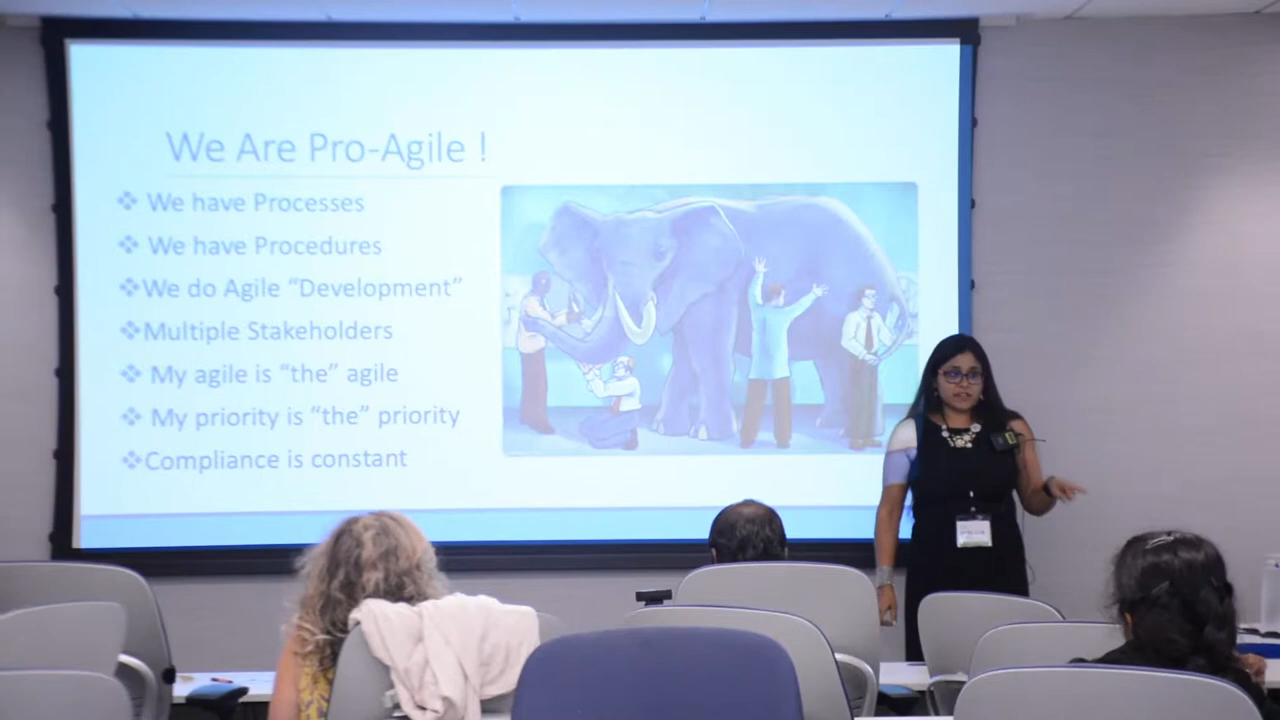 We Are Pro-Agile !
We have Processes
We have Procedures
We do Agile “Development”
Multiple Stakeholders
My agile is “the” agile
My priority is “the” priority
Compliance is constant